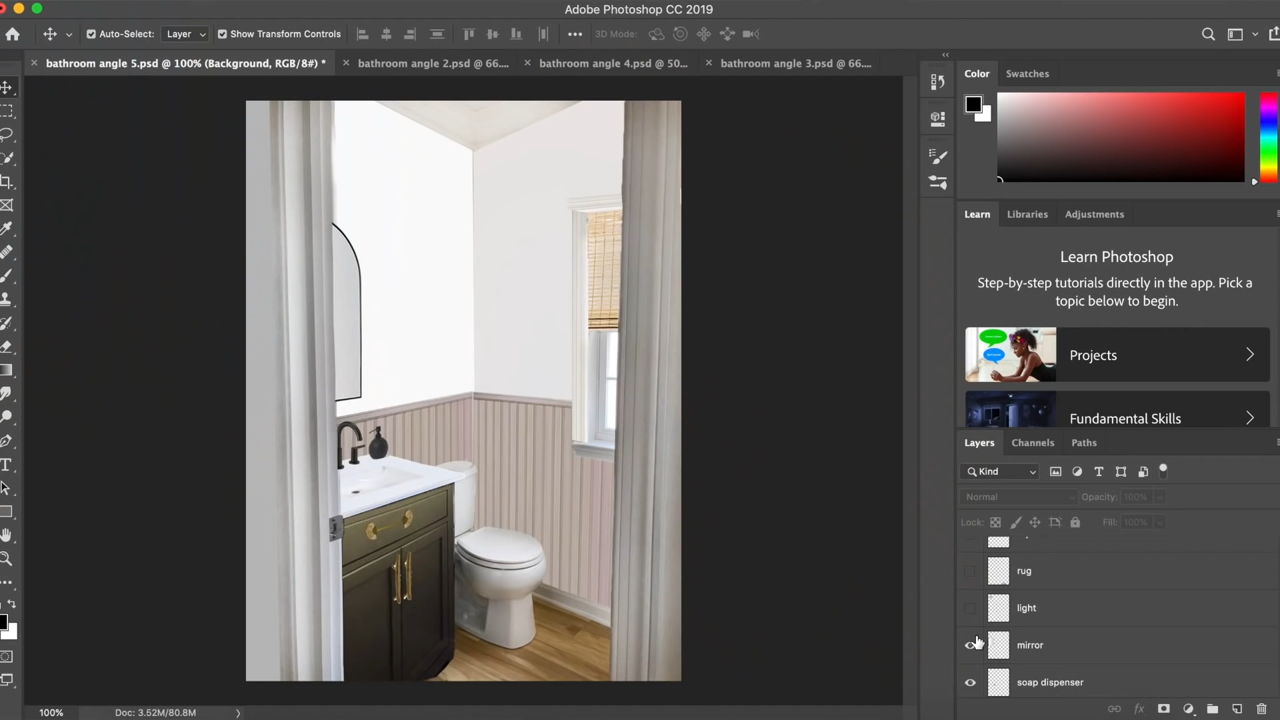 Adobe Photoshop CC 2019
Auto-Select: Layer Show Transform Controls 3D Mode:
bathroom angle 5.psd @ 100% (Background, RGB/8#) * bathroom angle 2.psd @ 66.... bathroom angle 4.psd @ 50... bathroom angle 3.psd @ 66....
Color Swatches
Learn Libraries Adjustments
Learn Photoshop
Step-by-step tutorials directly in the app. Pick a
topic below to begin.
Projects
Fundamental Skills
Layers Channels Paths
Kind
Normal Opacity: 100%
Lock: Fill: 100%
rug
light
mirror
soap dispenser
100% Doc: 3.52M/80.8M